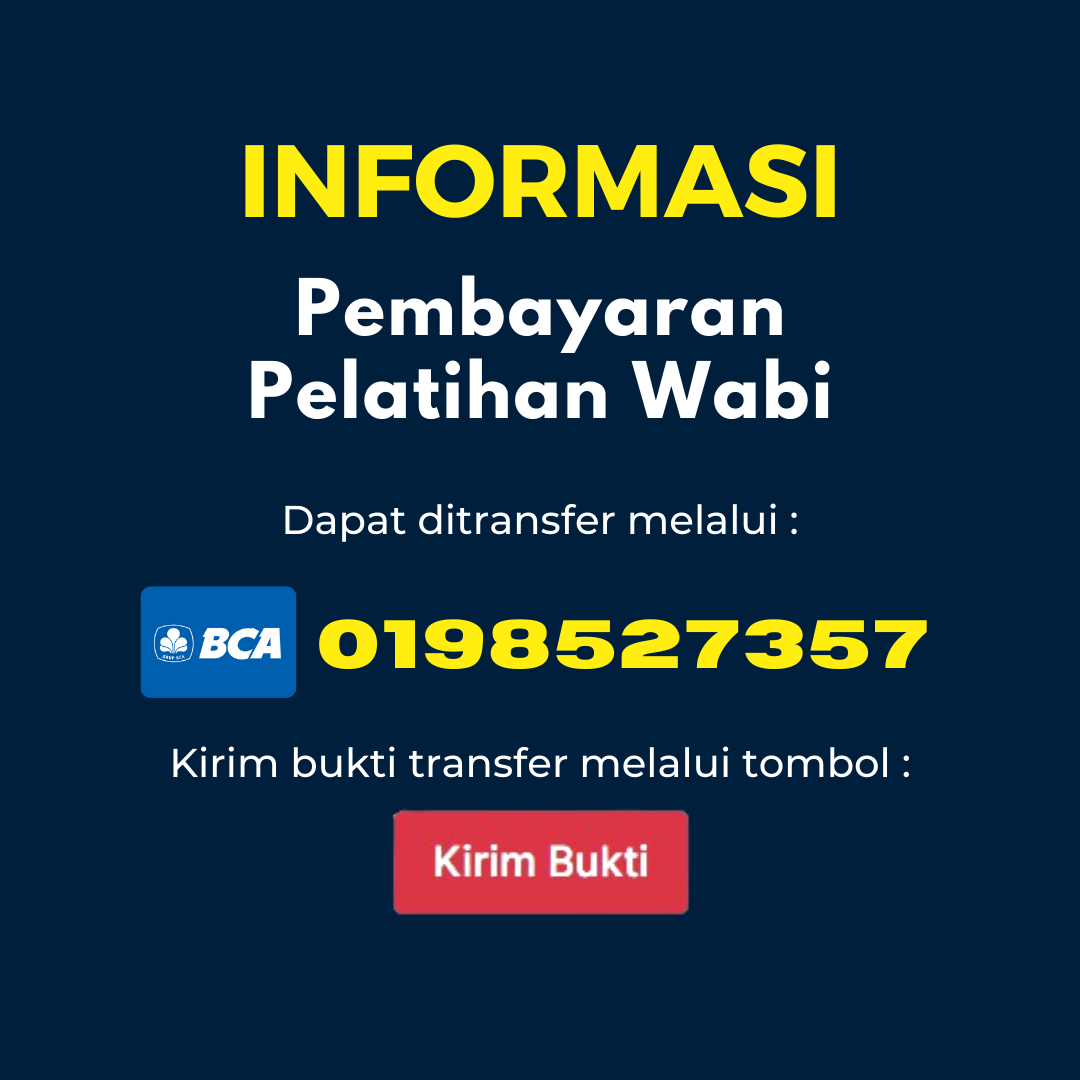 INFORMASI
Pembayaran
Pelatihan Wabi
Dapat ditransfer melalui :
BCA 0198527357
Kirim bukti transfer melalui tombol :
Kirim Bukti